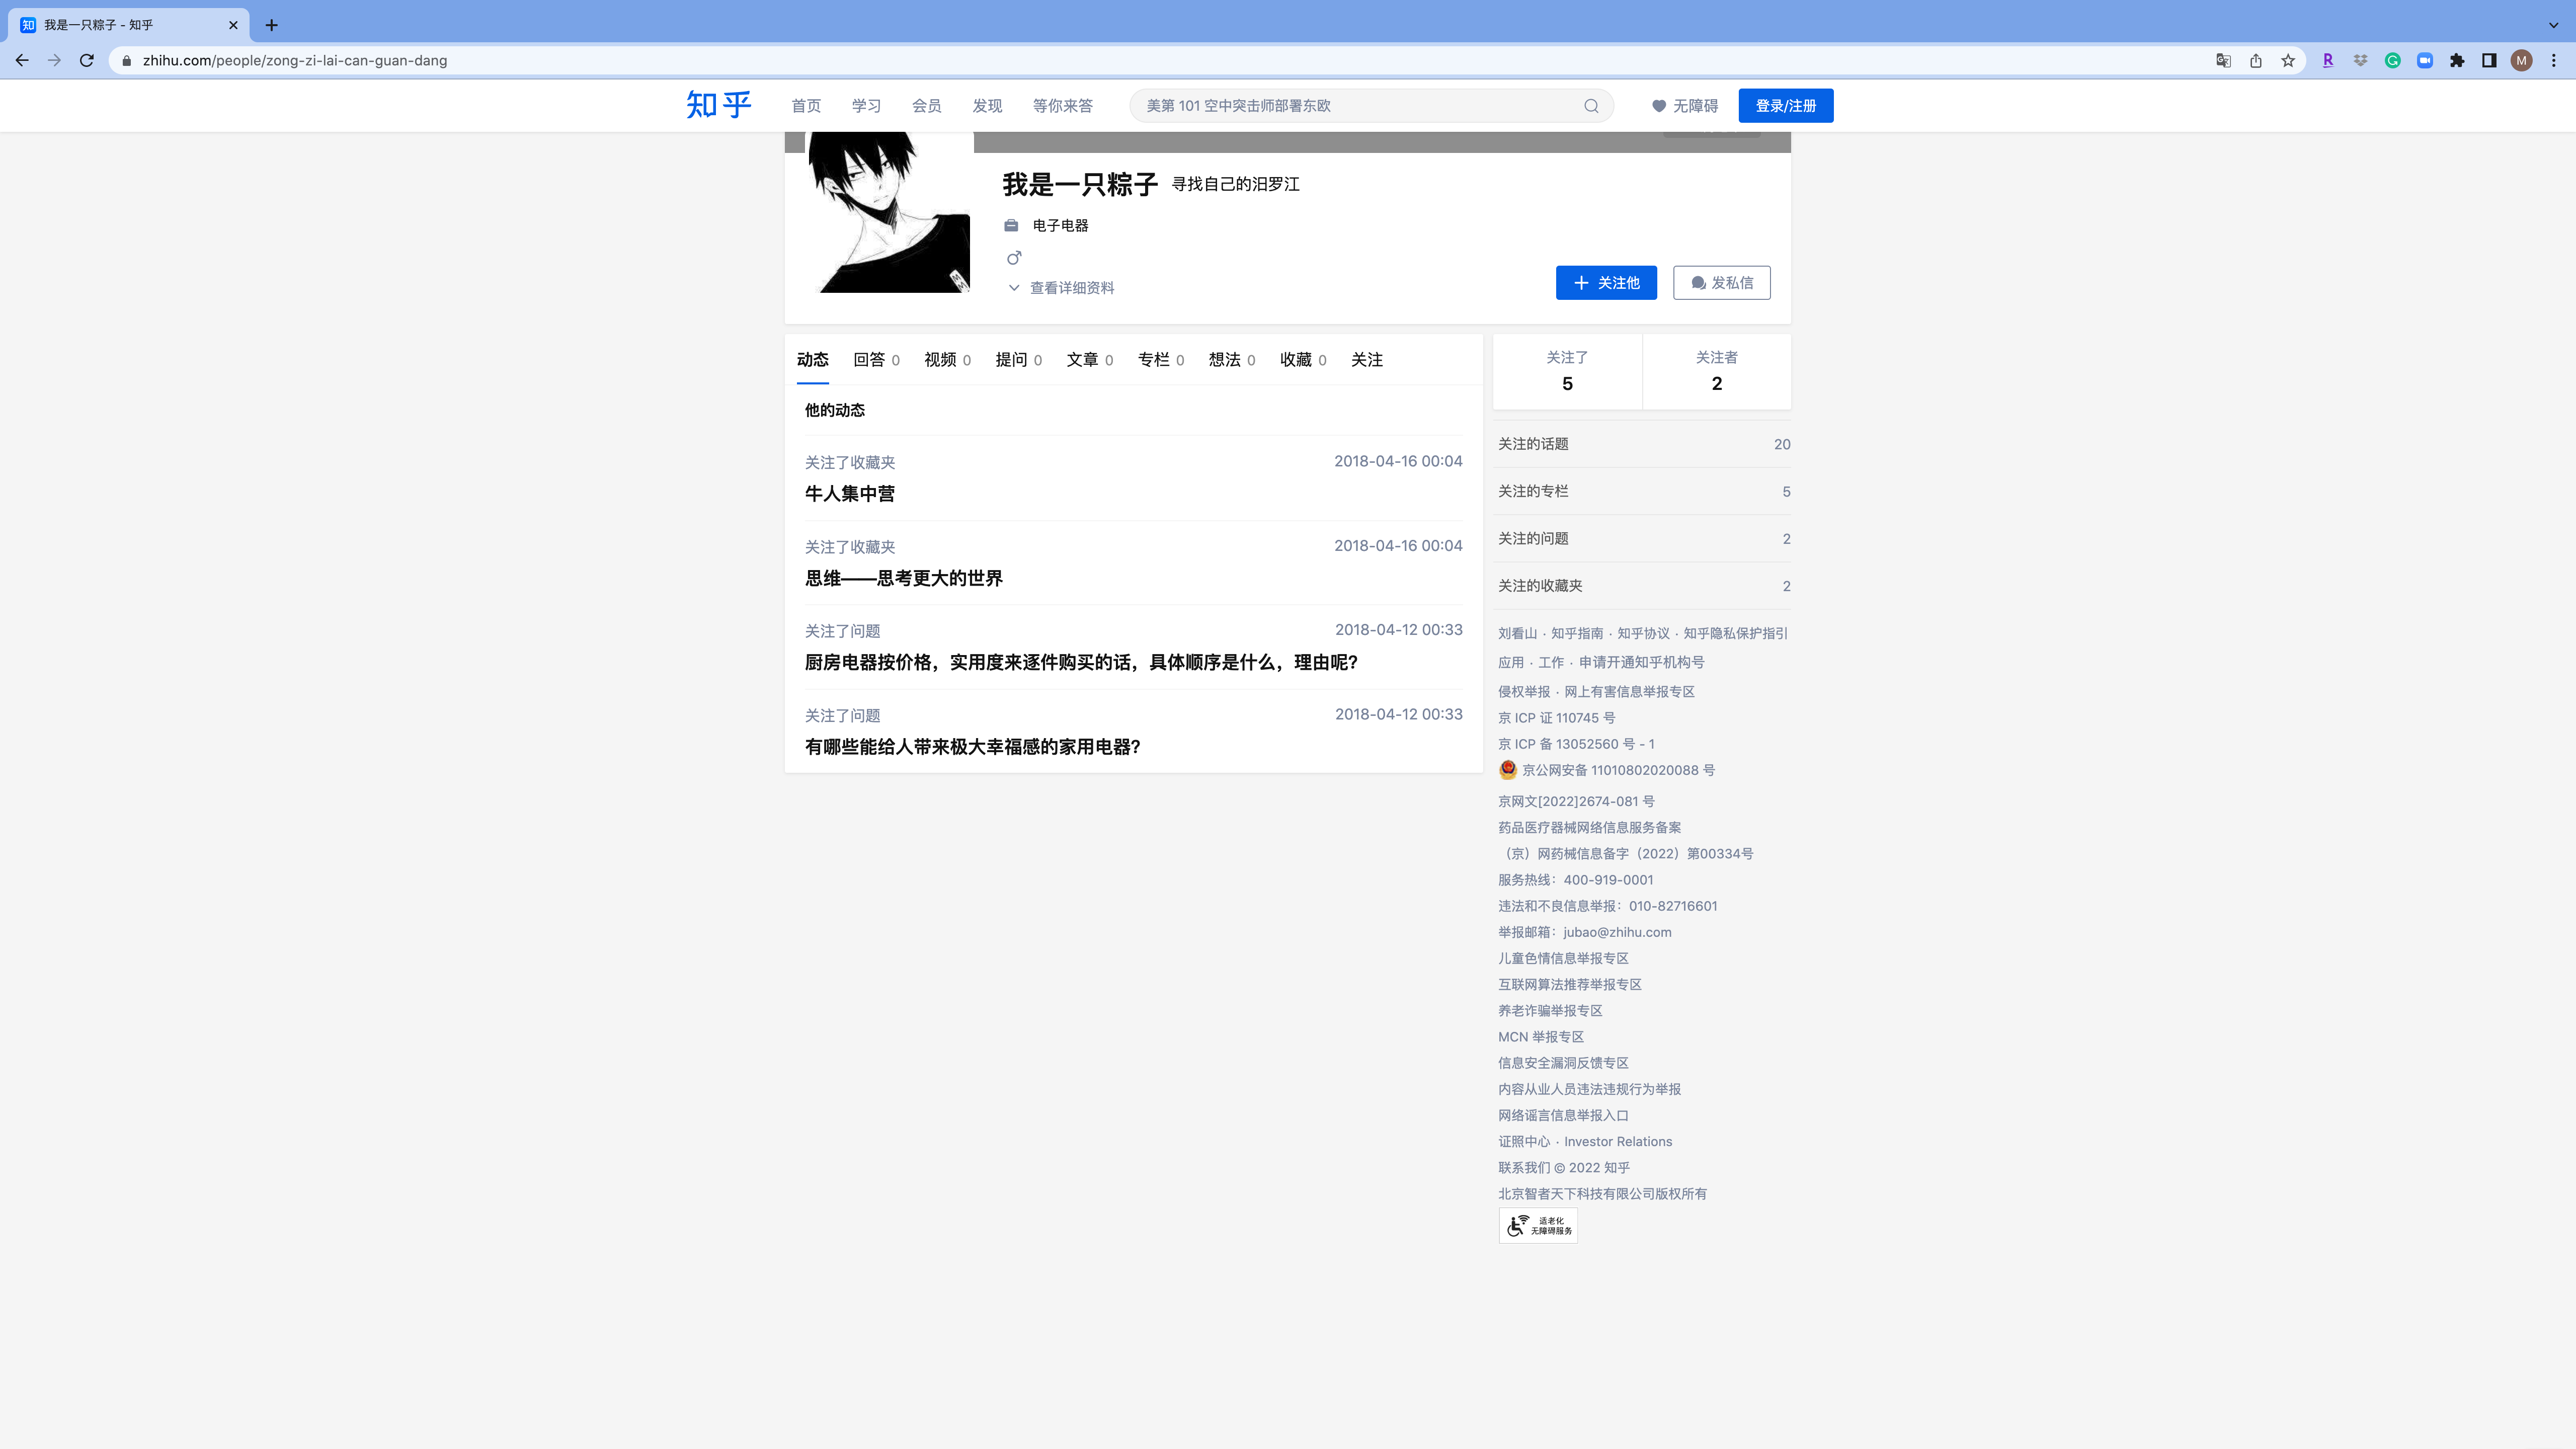 我是一只粽子 - 知乎
zhihu.com/people/zong-zi-lai-can-guan-dang
R
M
知乎
首页 学习 会员 发现 等你来答
美第 101 空中突击师部署东欧
无障碍
登录/注册
我是一只粽子 寻找自己的汨罗江
电子电器
查看详细资料
关注他
发私信
动态 回答 0 视频 0 提问 0 文章 0 专栏 0 想法 0 收藏 0 关注
他的动态
关注了收藏夹 2018-04-16 00:04
牛人集中营
关注了收藏夹 2018-04-16 00:04
思维——思考更大的世界
关注了问题 2018-04-12 00:33
厨房电器按价格，实用度来逐件购买的话，具体顺序是什么，理由呢？
关注了问题 2018-04-12 00:33
有哪些能给人带来极大幸福感的家用电器？
关注了 关注者
5 2
关注的话题 20
关注的专栏 5
关注的问题 2
关注的收藏夹 2
刘看山 · 知乎指南 · 知乎协议 · 知乎隐私保护指引
应用 · 工作 · 申请开通知乎机构号
侵权举报 · 网上有害信息举报专区
京 ICP 证 110745 号
京 ICP 备 13052560 号 - 1
京公网安备 11010802020088 号
京网文[2022]2674-081 号
药品医疗器械网络信息服务备案
（京）网药械信息备字（2022）第00334号
服务热线：400-919-0001
违法和不良信息举报：010-82716601
举报邮箱：jubao@zhihu.com
儿童色情信息举报专区
互联网算法推荐举报专区
养老诈骗举报专区
MCN 举报专区
信息安全漏洞反馈专区
内容从业人员违法违规行为举报
网络谣言信息举报入口
证照中心 · Investor Relations
联系我们 © 2022 知乎
北京智者天下科技有限公司版权所有
适老化
无障碍服务